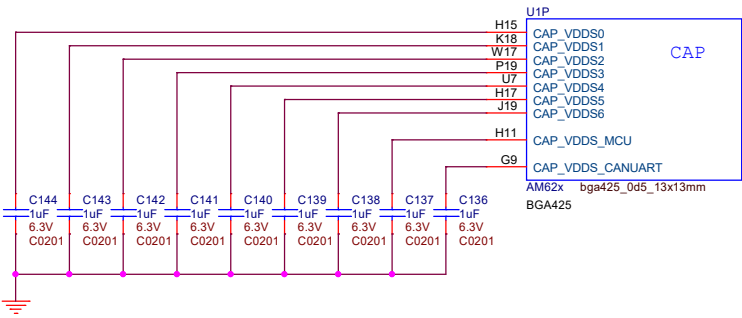 U1P
H15 CAP_VDDS0
K18 CAP_VDDS1
W17 CAP_VDDS2
P19 CAP_VDDS3
U7 CAP_VDDS4
H17 CAP_VDDS5
J19 CAP_VDDS6
CAP
H11 CAP_VDDS_MCU
G9 CAP_VDDS_CANUART
AM62x bga425_0d5_13x13mm
BGA425
C144 C143 C142 C141 C140 C139 C138 C137 C136
1uF 1uF 1uF 1uF 1uF 1uF 1uF 1uF 1uF
6.3V 6.3V 6.3V 6.3V 6.3V 6.3V 6.3V 6.3V 6.3V
C0201 C0201 C0201 C0201 C0201 C0201 C0201 C0201 C0201